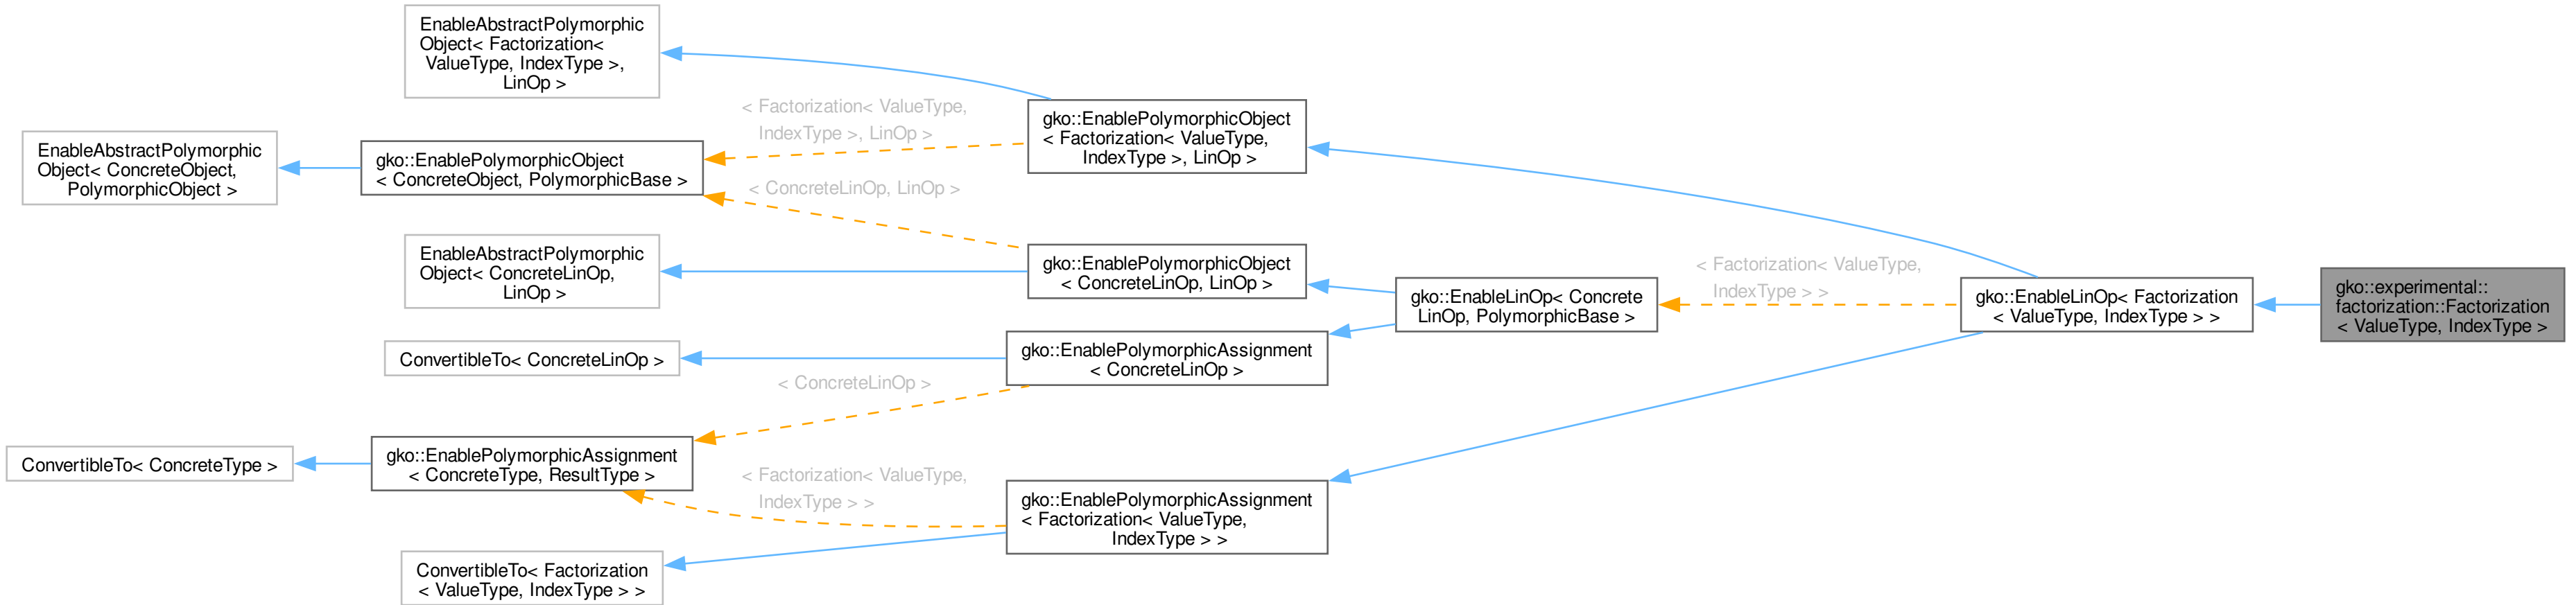 EnableAbstractPolymorphic
Object< Factorization<
ValueType, IndexType >,
LinOp >
< Factorization< ValueType,
IndexType >, LinOp >
gko::EnablePolymorphicObject
< Factorization< ValueType,
IndexType >, LinOp >
EnableAbstractPolymorphic
Object< ConcreteObject,
PolymorphicObject >
gko::EnablePolymorphicObject
< ConcreteObject, PolymorphicBase >
< ConcreteLinOp, LinOp >
EnableAbstractPolymorphic
Object< ConcreteLinOp,
LinOp >
gko::EnablePolymorphicObject
< ConcreteLinOp, LinOp >
gko::EnableLinOp< Concrete
LinOp, PolymorphicBase >
< Factorization< ValueType,
IndexType > >
gko::EnableLinOp< Factorization
< ValueType, IndexType > >
gko::experimental::
factorization::Factorization
< ValueType, IndexType >
ConvertibleTo< ConcreteLinOp >
gko::EnablePolymorphicAssignment
< ConcreteLinOp >
< ConcreteLinOp >
ConvertibleTo< ConcreteType >
gko::EnablePolymorphicAssignment
< ConcreteType, ResultType >
< Factorization< ValueType,
IndexType > >
gko::EnablePolymorphicAssignment
< Factorization< ValueType,
IndexType > >
ConvertibleTo< Factorization
< ValueType, IndexType > >